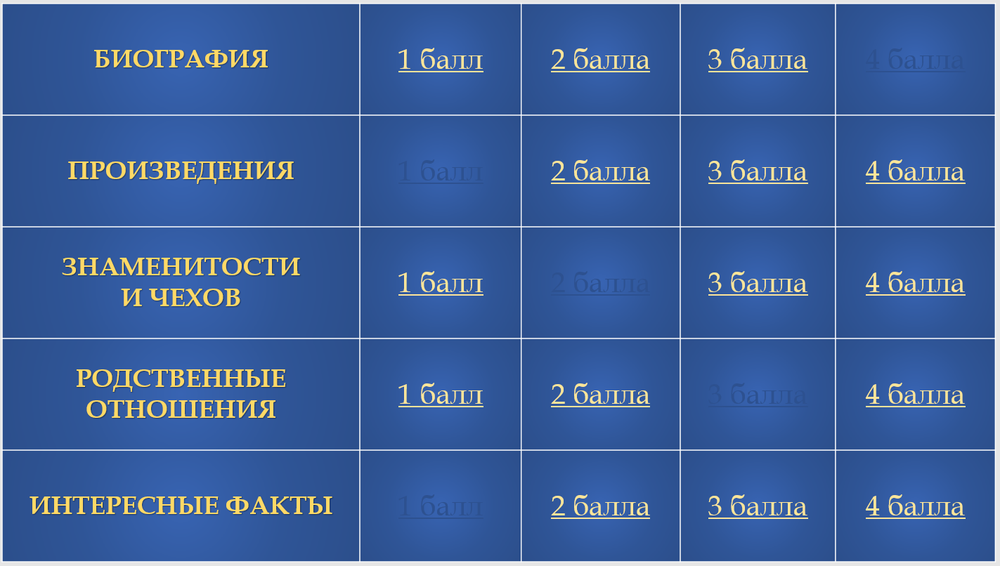 БИОГРАФИЯ 1 балл 2 балла 3 балла 4 балла
ПРОИЗВЕДЕНИЯ 1 балл 2 балла 3 балла 4 балла
ЗНАМЕНИТОСТИ
И ЧЕХОВ 1 балл 2 балла 3 балла 4 балла
РОДСТВЕННЫЕ
ОТНОШЕНИЯ 1 балл 2 балла 3 балла 4 балла
ИНТЕРЕСНЫЕ ФАКТЫ 1 балл 2 балла 3 балла 4 балла